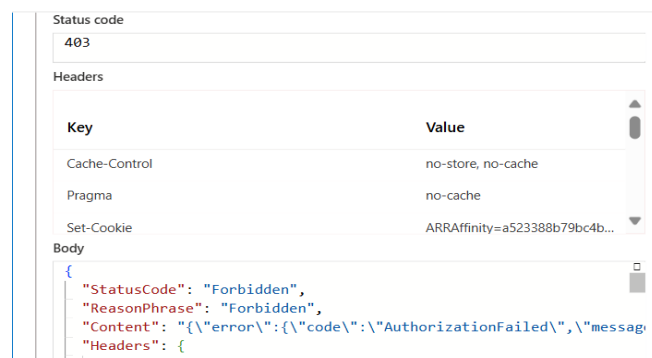 Status code
403
Headers
Key Value
Cache-Control no-store, no-cache
Pragma no-cache
Set-Cookie ARRAffinity=a523388b79bc4b...
Body
{
"StatusCode": "Forbidden",
"ReasonPhrase": "Forbidden",
"Content": "{\"error\":{\"code\":\"AuthorizationFailed\",\"message
"Headers": {